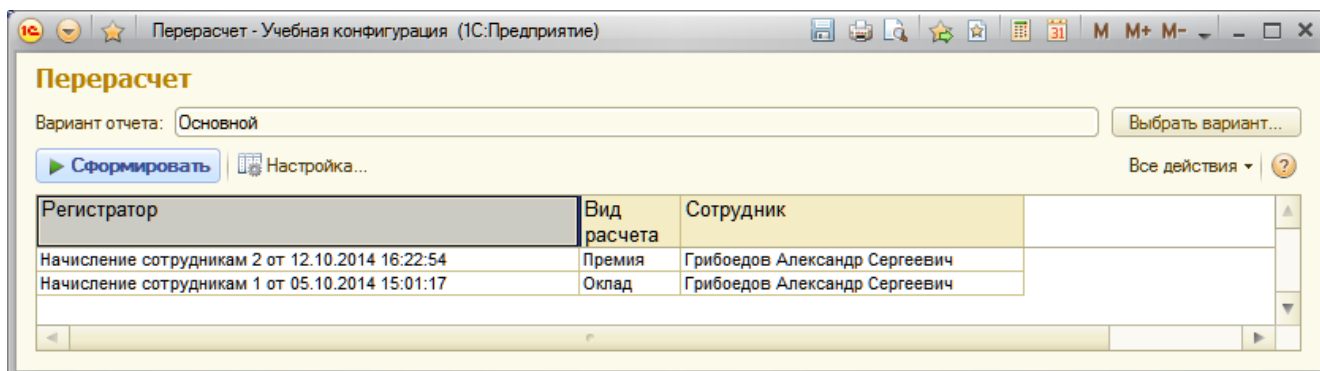 Перерасчет - Учебная конфигурация (1С:Предприятие)
31 M M+ M-
Перерасчет
Вариант отчета: Основной Выбрать вариант...
Сформировать Настройка... Все действия ?
Регистратор Вид расчета Сотрудник
Начисление сотрудникам 2 от 12.10.2014 16:22:54 Премия Грибоедов Александр Сергеевич
Начисление сотрудникам 1 от 05.10.2014 15:01:17 Оклад Грибоедов Александр Сергеевич